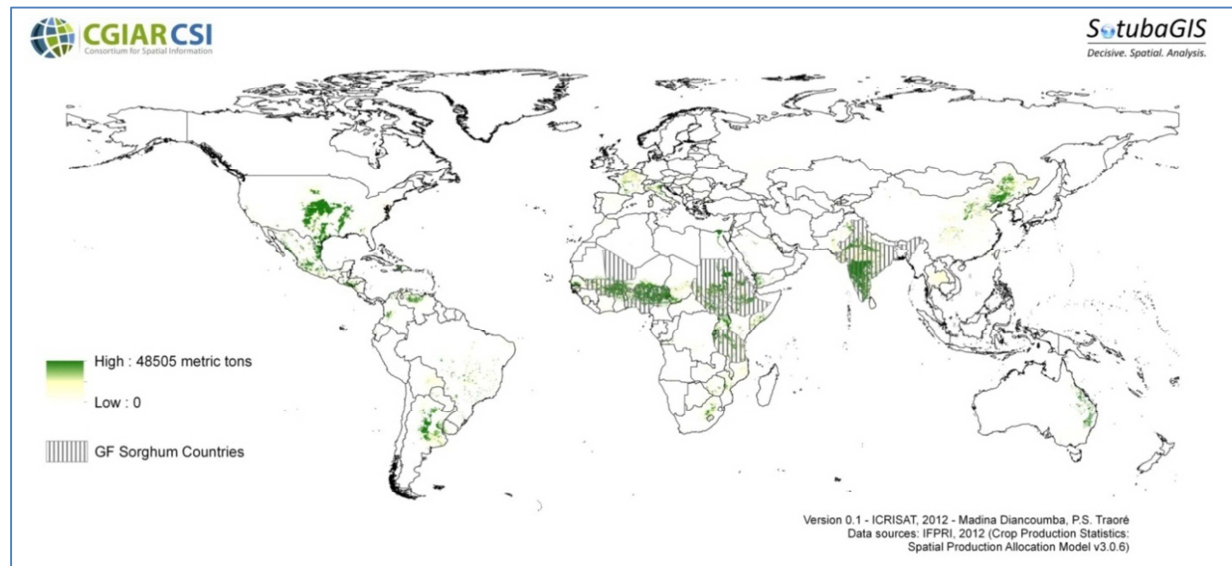 CGIAR CSI
Consortium for Spatial Information
SotubaGIS
Decisive. Spatial. Analysis.
High : 48505 metric tons
Low : 0
GF Sorghum Countries
Version 0.1 - ICRISAT, 2012 - Madina Diancoumba, P.S. Traoré
Data sources: IFPRI, 2012 (Crop Production Statistics:
Spatial Production Allocation Model v3.0.6)